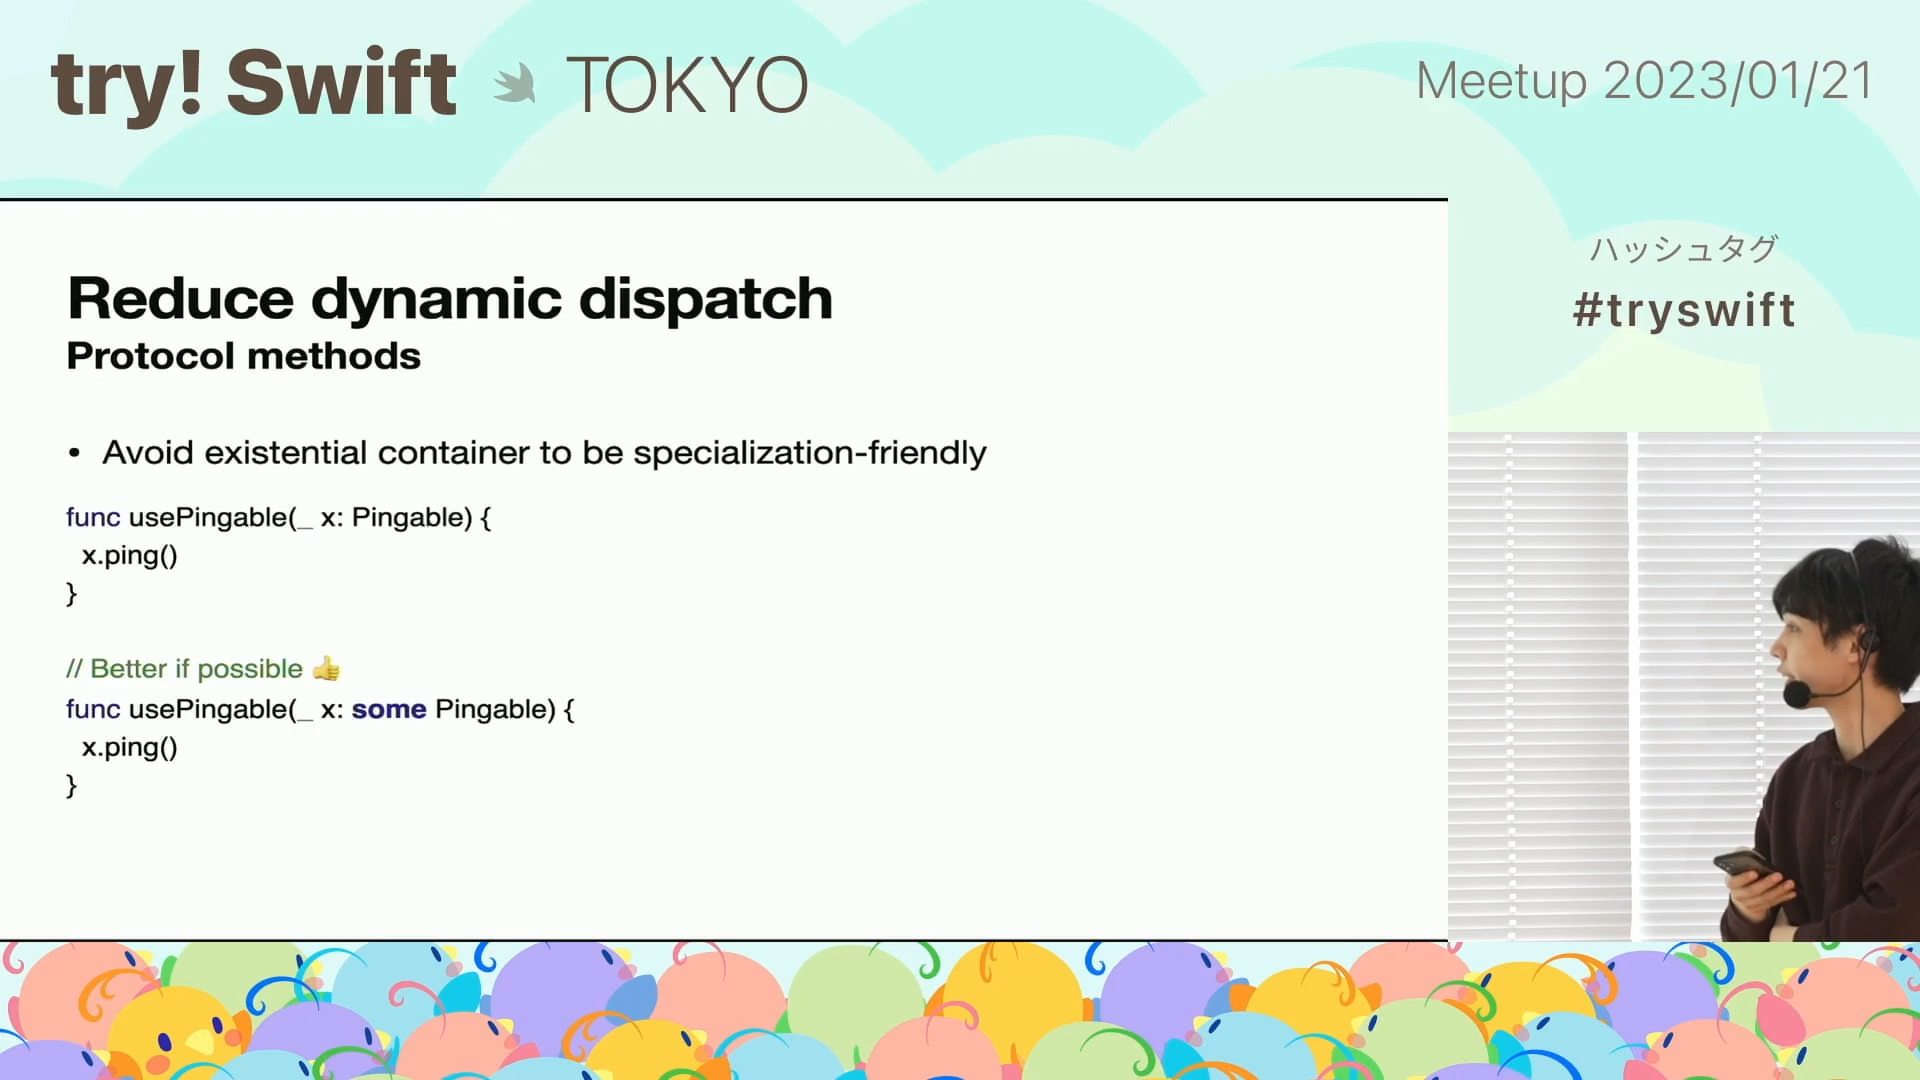 try! Swift TOKYO
Meetup 2023/01/21
Reduce dynamic dispatch
Protocol methods
• Avoid existential container to be specialization-friendly
func usePingable(_ x: Pingable) {
x.ping()
}
// Better if possible 👍
func usePingable(_ x: some Pingable) {
x.ping()
}
ハッシュタグ
#tryswift